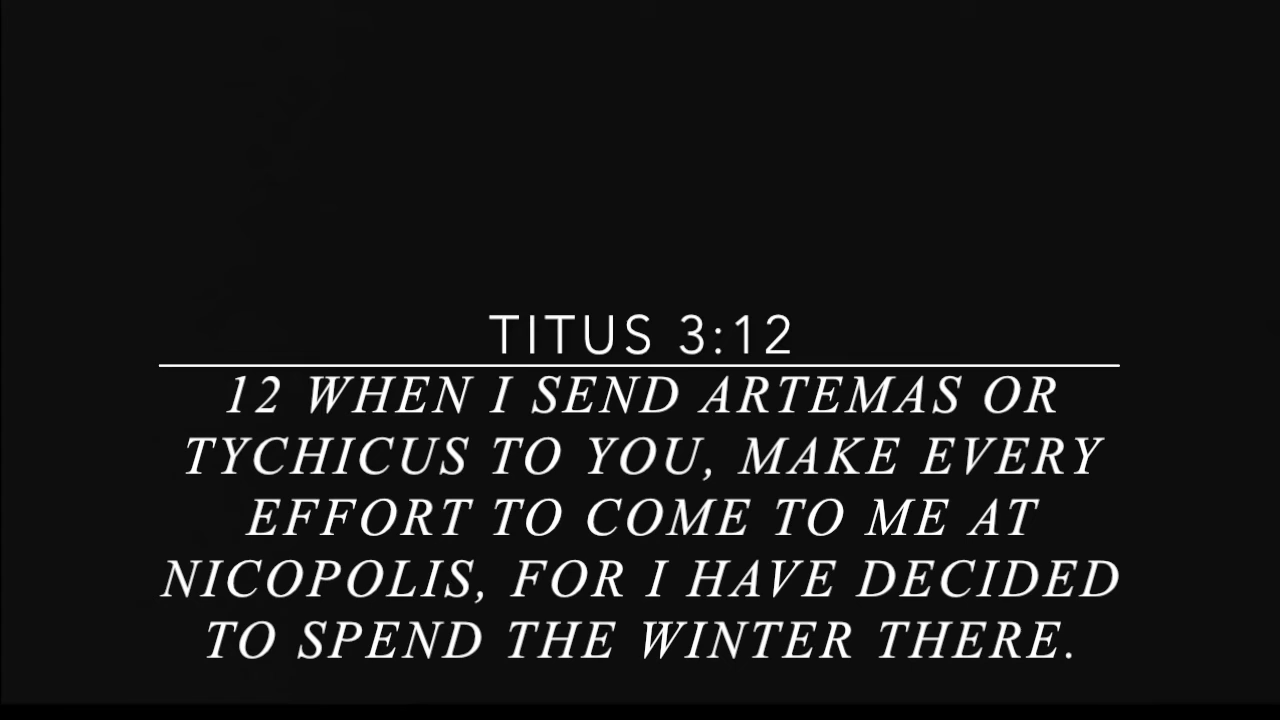 TITUS 3:12
12 WHEN I SEND ARTEMAS OR
TYCHICUS TO YOU, MAKE EVERY
EFFORT TO COME TO ME AT
NICOPOLIS, FOR I HAVE DECIDED
TO SPEND THE WINTER THERE.